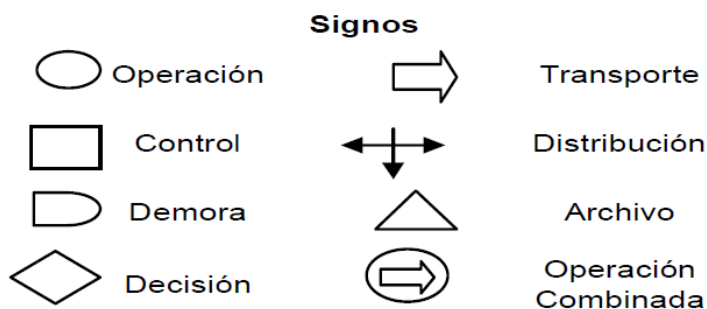 Signos
Operación
Transporte
Control
Distribución
Demora
Archivo
Decisión
Operación
Combinada